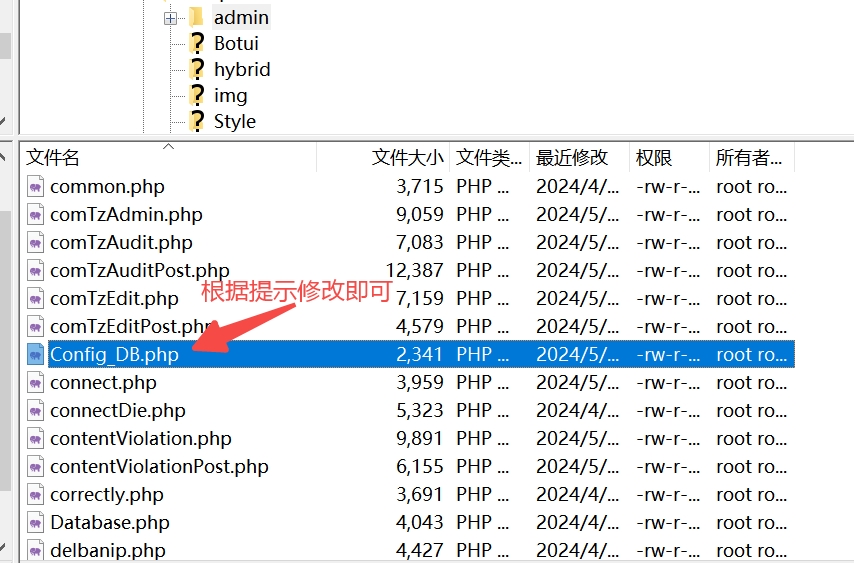 admin
Botui
hybrid
img
Style
文件名 文件大小 文件类... 最近修改 权限 所有者...
common.php 3,715 PHP ... 2024/4/... -rw-r-... root ro...
comTzAdmin.php 9,059 PHP ... 2024/5/... -rw-r-... root ro...
comTzAudit.php 7,083 PHP ... 2024/5/... -rw-r-... root ro...
comTzAuditPost.php 12,387 PHP ... 2024/5/... -rw-r-... root ro...
根据提示修改即可
comTzEdit.php 7,159 PHP ... 2024/5/... -rw-r-... root ro...
comTzEditPost.php 4,579 PHP ... 2024/5/... -rw-r-... root ro...
Config_DB.php 2,341 PHP ... 2024/5/... -rw-r-... root ro...
connect.php 3,959 PHP ... 2024/5/... -rw-r-... root ro...
connectDie.php 5,323 PHP ... 2024/4/... -rw-r-... root ro...
contentViolation.php 9,891 PHP ... 2024/5/... -rw-r-... root ro...
contentViolationPost.php 6,155 PHP ... 2024/5/... -rw-r-... root ro...
correctly.php 3,691 PHP ... 2024/4/... -rw-r-... root ro...
Database.php 4,043 PHP ... 2024/4/... -rw-r-... root ro...
delbanip.php 4,427 PHP ... 2024/4/... -rw-r-... root ro...